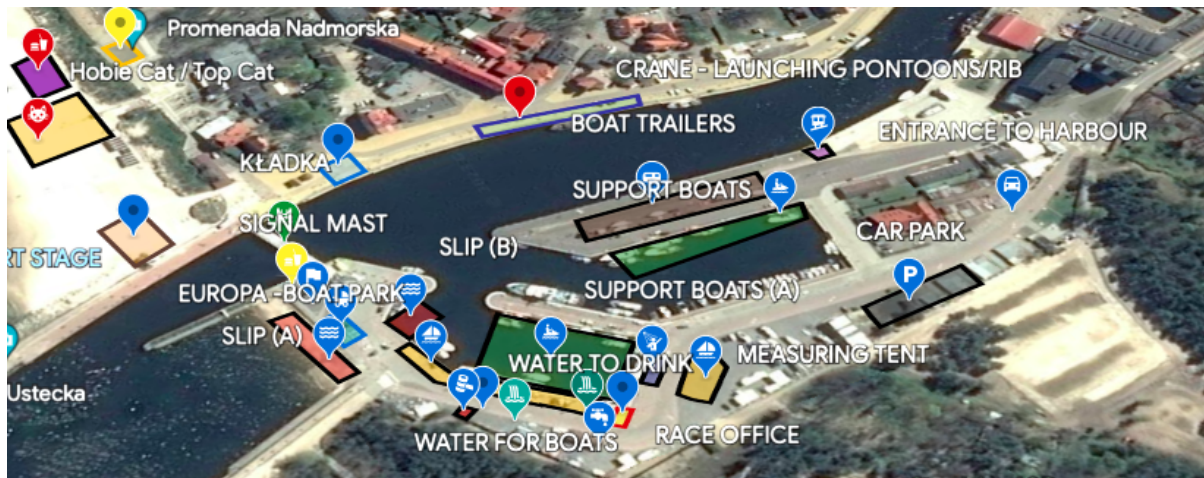 Promenada Nadmorska
Hobie Cat / Top Cat
CRANE - LAUNCHING PONTOONS/RIB
BOAT TRAILERS
ENTRANCE TO HARBOUR
KŁADKA
SUPPORT BOATS
SIGNAL MAST
SLIP (B)
CAR PARK
RT STAGE
EUROPA -BOAT PARK
SUPPORT BOATS (A)
SLIP (A)
WATER TO DRINK
MEASURING TENT
P
Ustecka
WATER FOR BOATS
RACE OFFICE